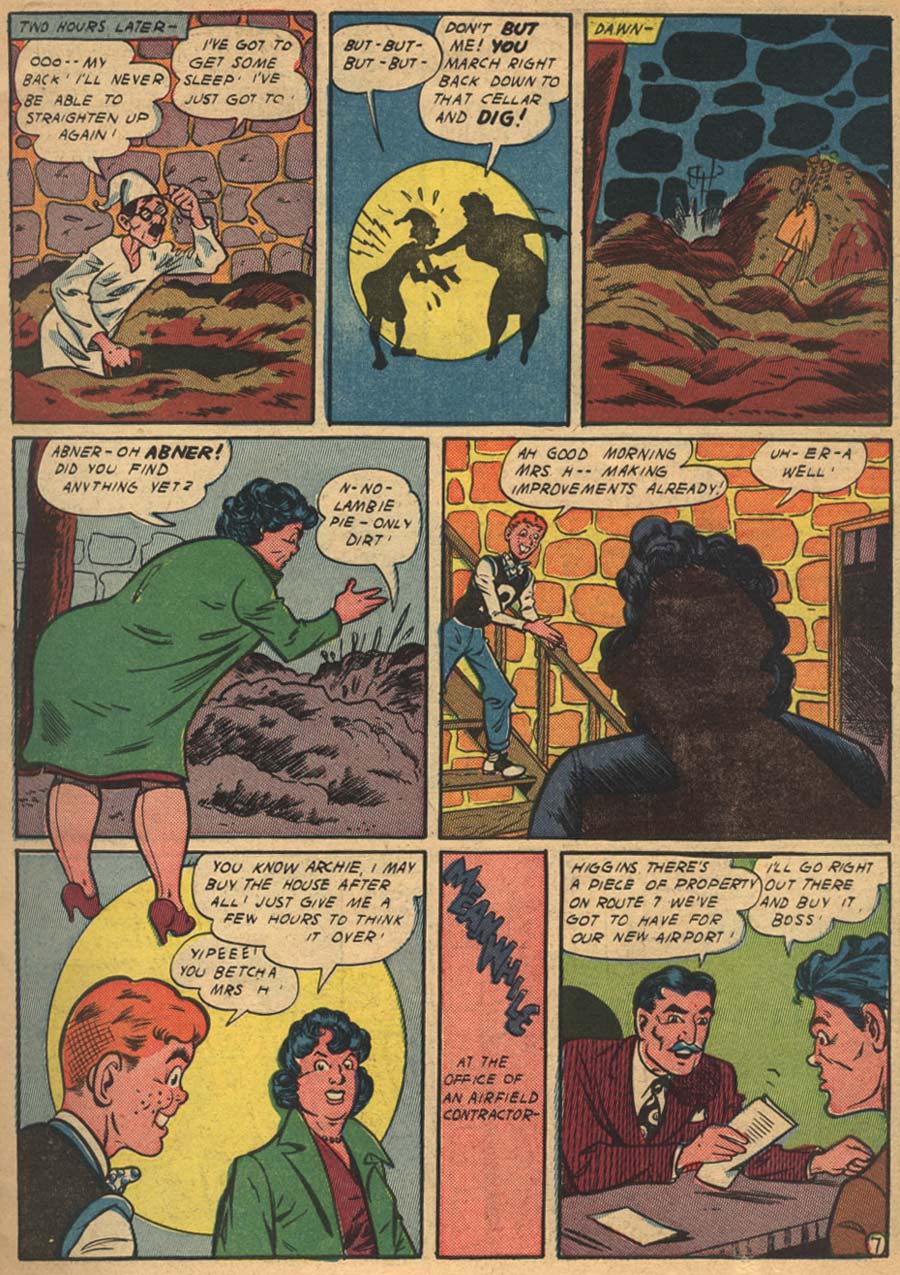 TWO HOURS LATER-
OOO-- MY
BACK! I'LL NEVER
BE ABLE TO
STRAIGHTEN UP
AGAIN!
I'VE GOT TO
GET SOME
SLEEP! I'VE
JUST GOT TO!
BUT-BUT-
BUT-BUT-
DON'T BUT
ME! YOU
MARCH RIGHT
BACK DOWN TO
THAT CELLAR
AND DIG!
DAWN-
ABNER-OH ABNER!
DID YOU FIND
ANYTHING YET?
N-NO-
LAMBIE
PIE-ONLY
DIRT!
AH GOOD MORNING
MRS H-- MAKING
IMPROVEMENTS ALREADY!
UH-ER-A
WELL!
YOU KNOW ARCHIE, I MAY
BUY THE HOUSE AFTER
ALL! JUST GIVE ME A
FEW HOURS TO THINK
IT OVER!
YIPEEE!
YOU BETCHA
MRS H!
MEANWHILE
AT THE
OFFICE OF
AN AIRFIELD
CONTRACTOR-
HIGGINS, THERE'S
A PIECE OF PROPERTY
ON ROUTE 7 WE'VE
GOT TO HAVE FOR
OUR NEW AIRPORT!
I'LL GO RIGHT
OUT THERE
AND BUY IT,
BOSS!
7